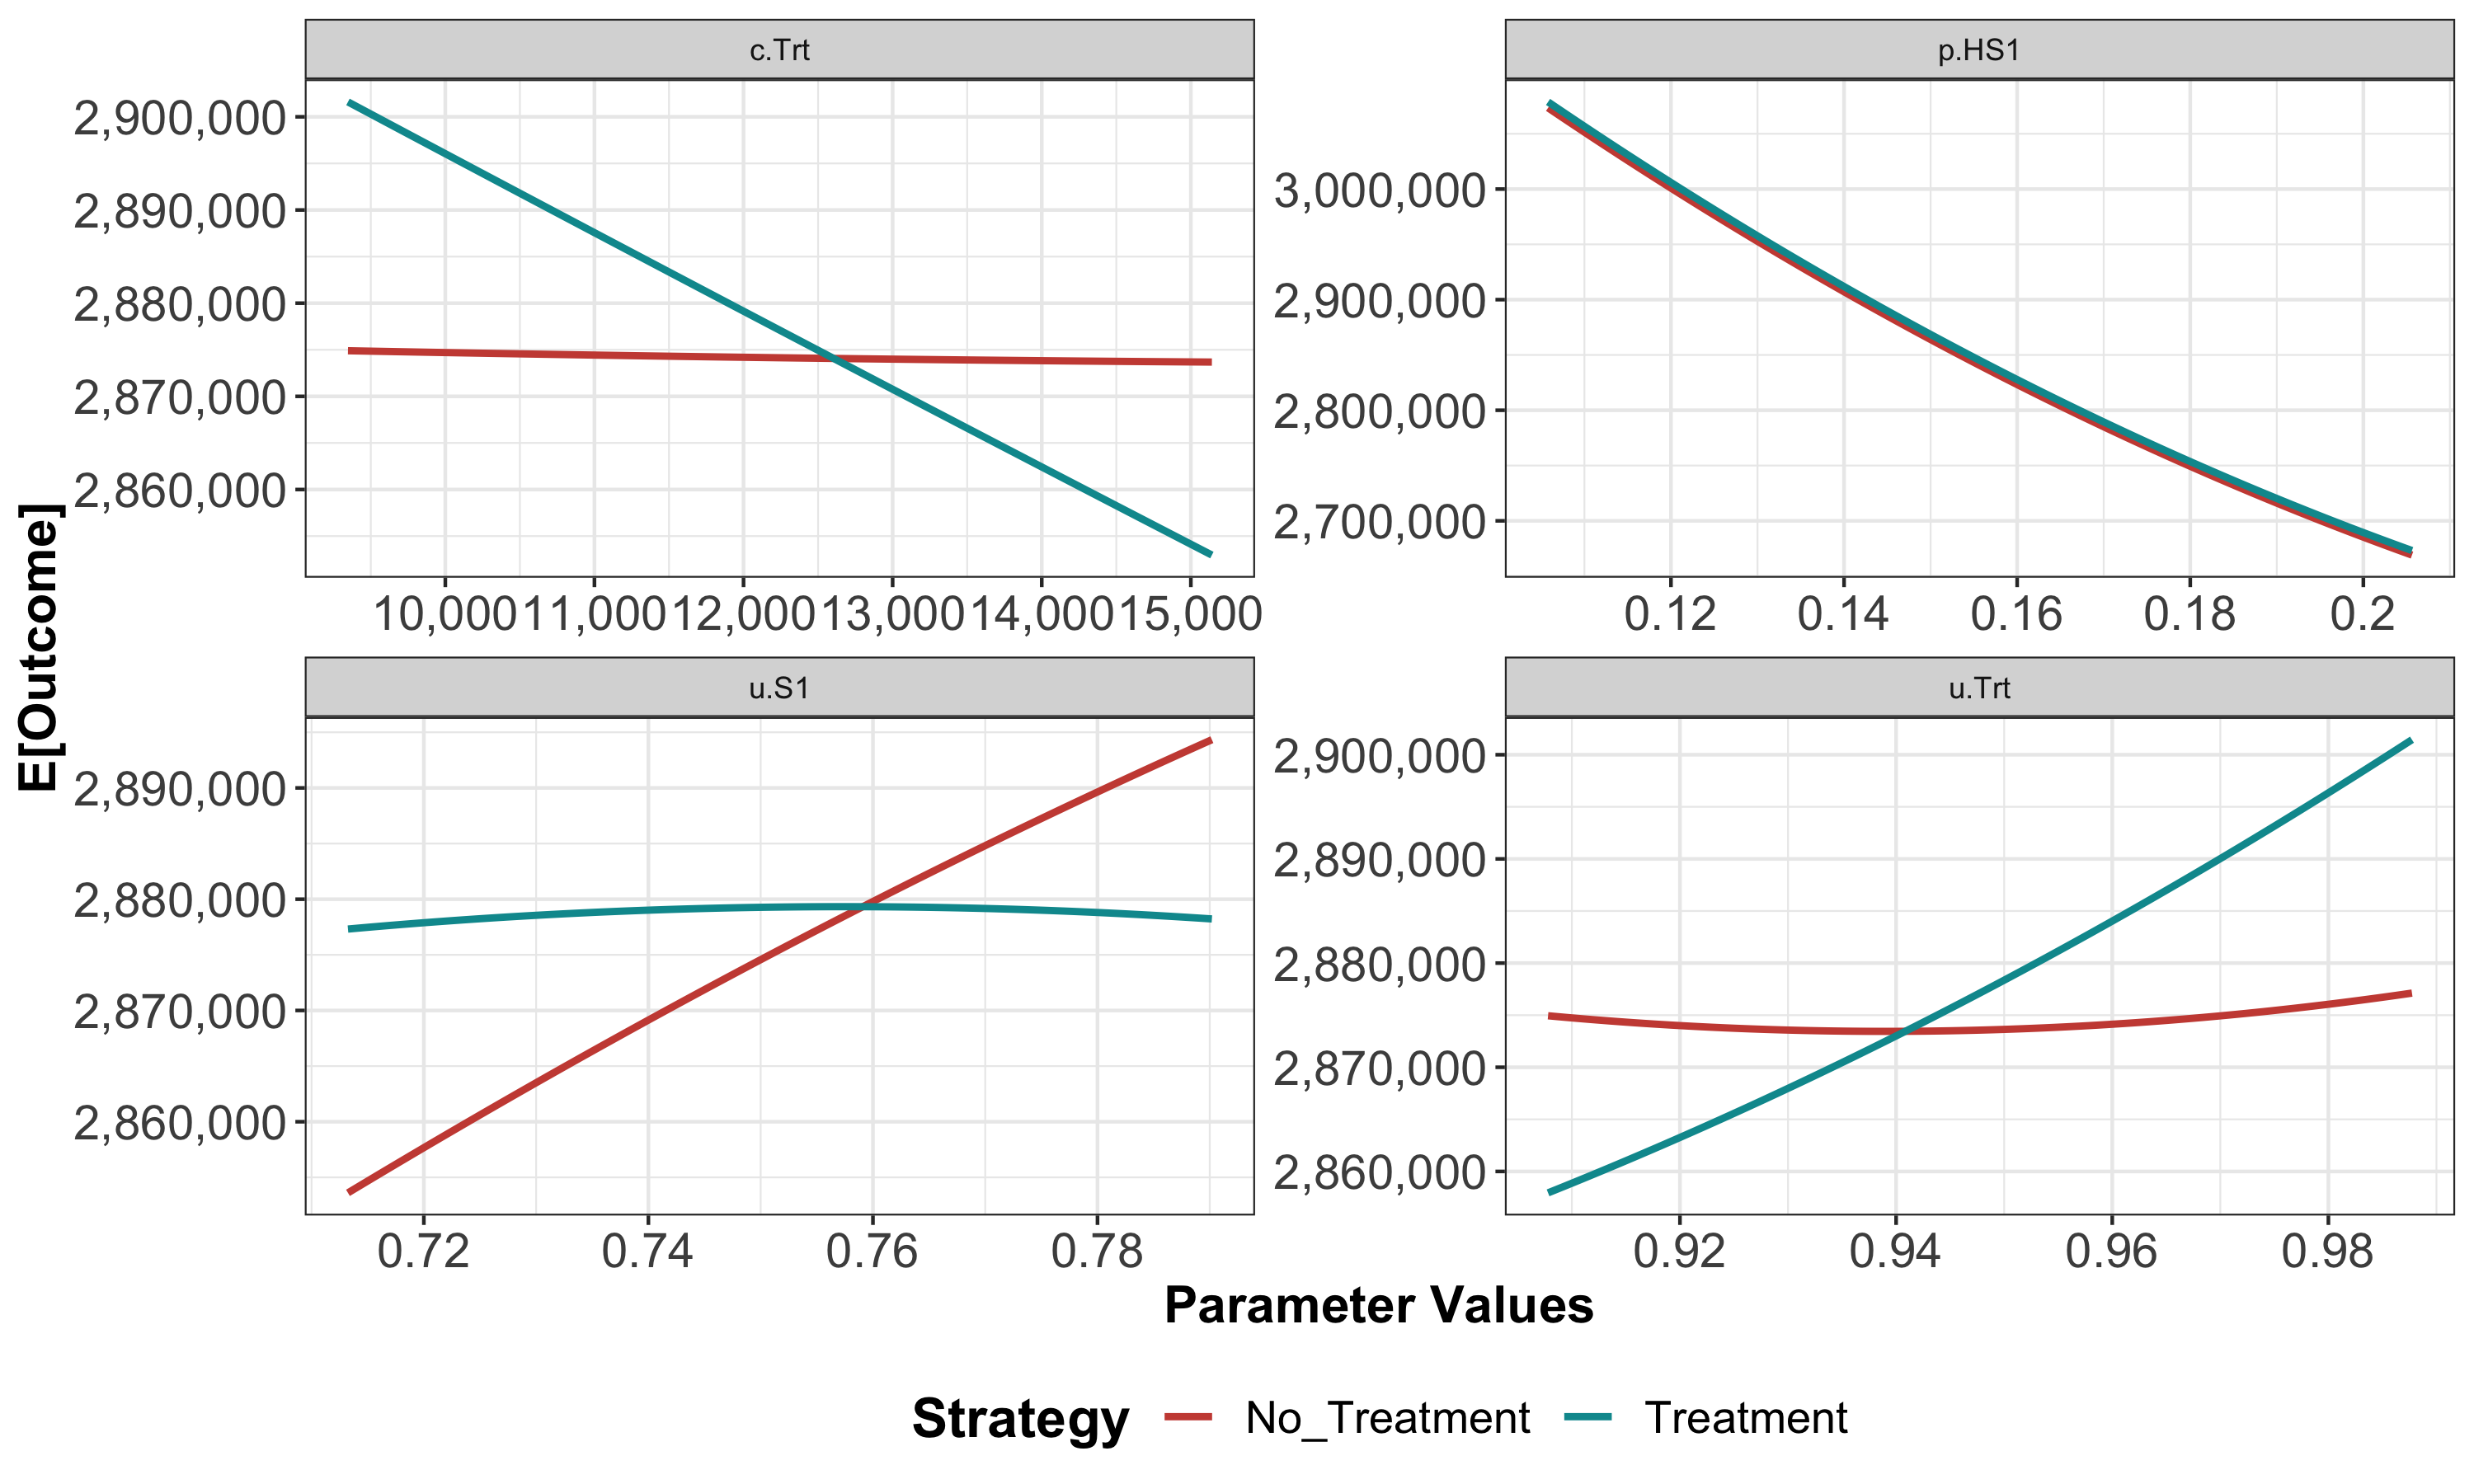 c.Trt
p.HS1
2,900,000
2,890,000
2,880,000
2,870,000
2,860,000
3,000,000
2,900,000
2,800,000
2,700,000
10,000 11,000 12,000 13,000 14,000 15,000
0.12 0.14 0.16 0.18 0.2
E[Outcome]
u.S1
u.Trt
2,890,000
2,880,000
2,870,000
2,860,000
2,900,000
2,890,000
2,880,000
2,870,000
2,860,000
0.72 0.74 0.76 0.78
0.92 0.94 0.96 0.98
Parameter Values
Strategy No_Treatment Treatment